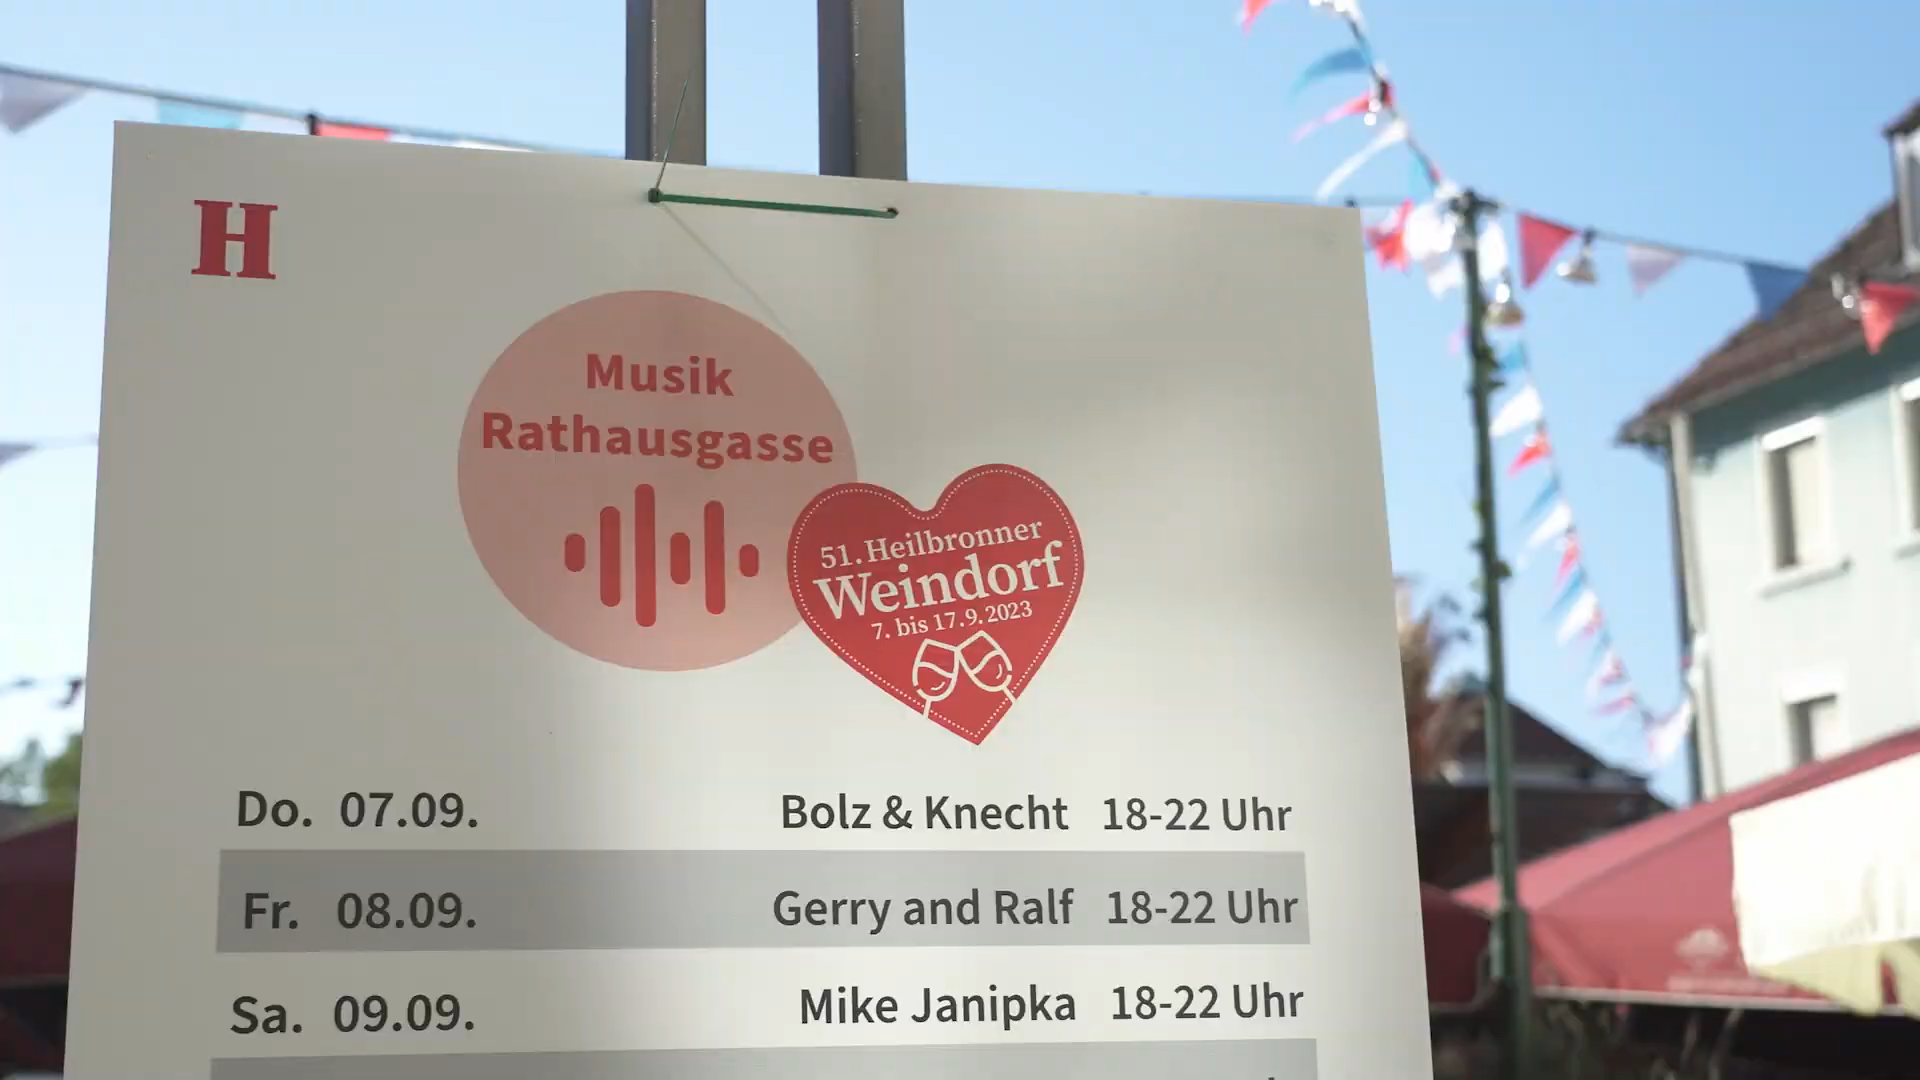 H
Musik
Rathausgasse
51. Heilbronner
Weindorf
7. bis 17.9.2023
Do. 07.09. Bolz & Knecht 18-22 Uhr
Fr. 08.09. Gerry and Ralf 18-22 Uhr
Sa. 09.09. Mike Janipka 18-22 Uhr